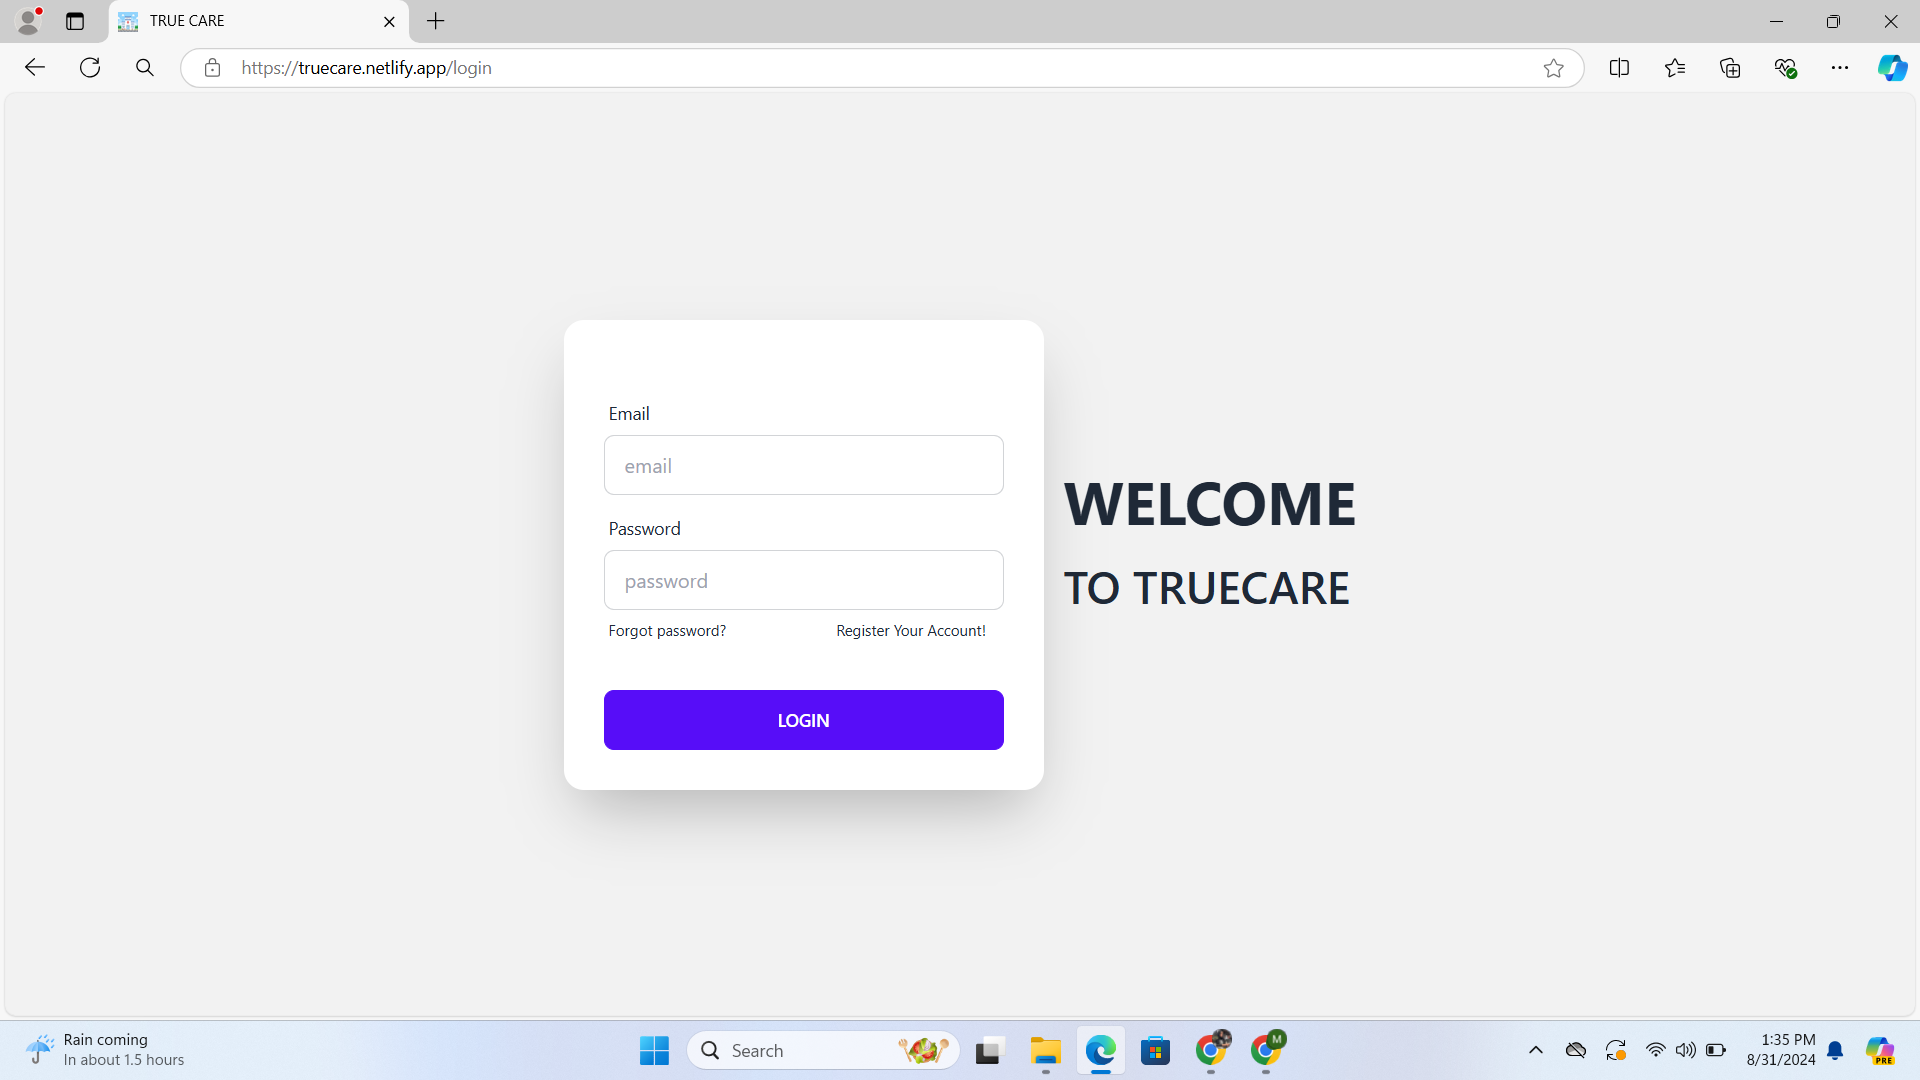 TRUE CARE
https://truecare.netlify.app/login
Email
email
Password
password
Forgot password?
Register Your Account!
LOGIN
WELCOME
TO TRUECARE
Rain coming
In about 1.5 hours
Search
M
1:35 PM
8/31/2024
PRE